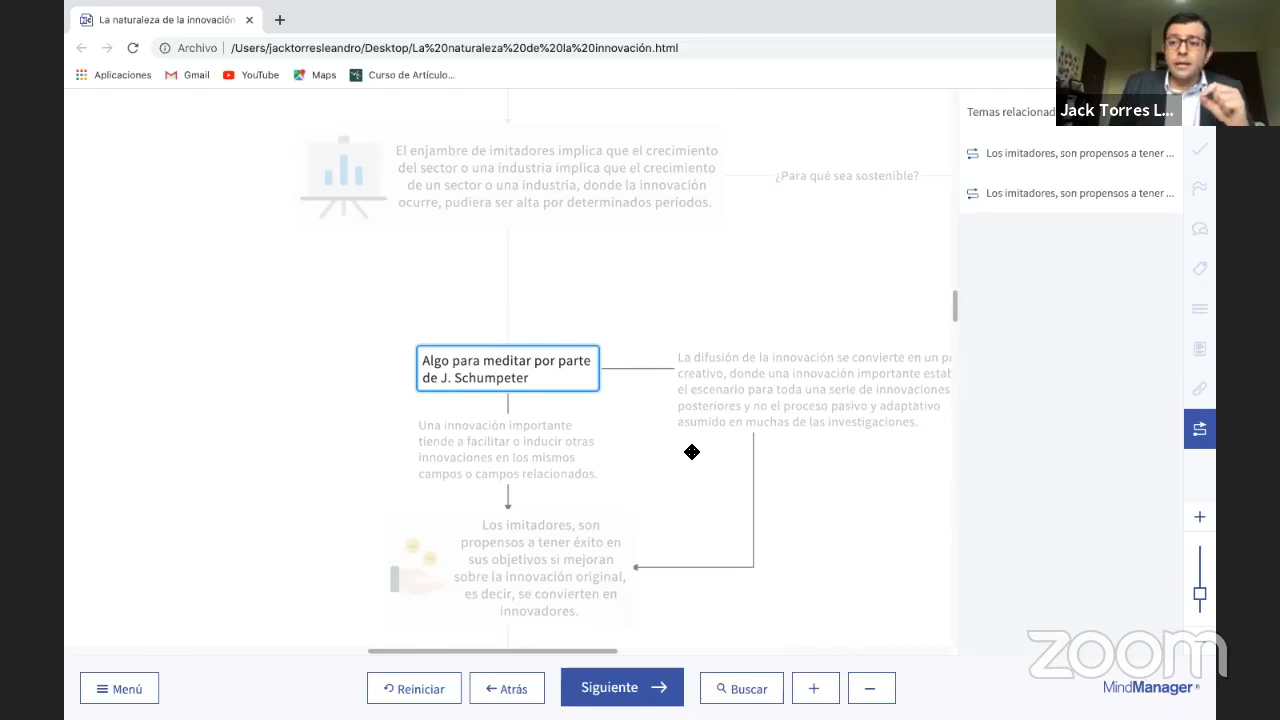 La naturaleza de la innovación
Archivo
/Users/jacktorresleandro/Desktop/La%20naturaleza%20de%20la%20innovación.html
Aplicaciones
Gmail
YouTube
Maps
Curso de Artículo...
Jack Torres L...
Temas relacionad
Los imitadores, son propensos a tener ...
Los imitadores, son propensos a tener ...
El enjambre de imitadores implica que el crecimiento
del sector o una industria implica que el crecimiento
de un sector o una industria, donde la innovación
ocurre, pudiera ser alta por determinados periodos.
¿Para qué sea sostenible?
Algo para meditar por parte
de J. Schumpeter
La difusión de la innovación se convierte en un p
creativo, donde una innovación importante estab
el escenario para toda una serie de innovaciones
posteriores y no el proceso pasivo y adaptativo
asumido en muchas de las investigaciones.
Una innovación importante
tiende a facilitar o inducir otras
innovaciones en los mismos
campos o campos relacionados.
Los imitadores, son
propensos a tener éxito en
sus objetivos si mejoran
sobre la innovación original,
es decir, se convierten en
innovadores.
zoom
MindManager®
Menú
Reiniciar
Atrás
Siguiente
Buscar